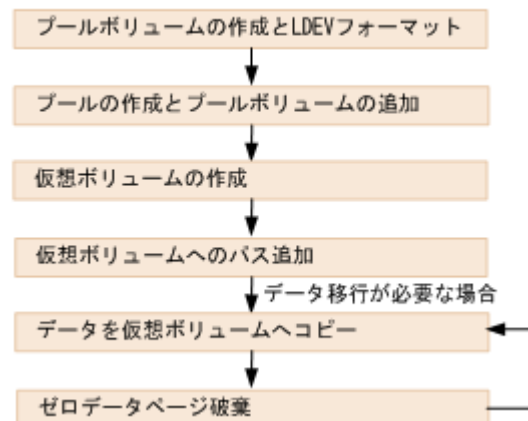 プールボリュームの作成とLDEVフォーマット
プールの作成とプールボリュームの追加
仮想ボリュームの作成
仮想ボリュームへのパス追加
データ移行が必要な場合
データを仮想ボリュームへコピー
ゼロデータページ破棄